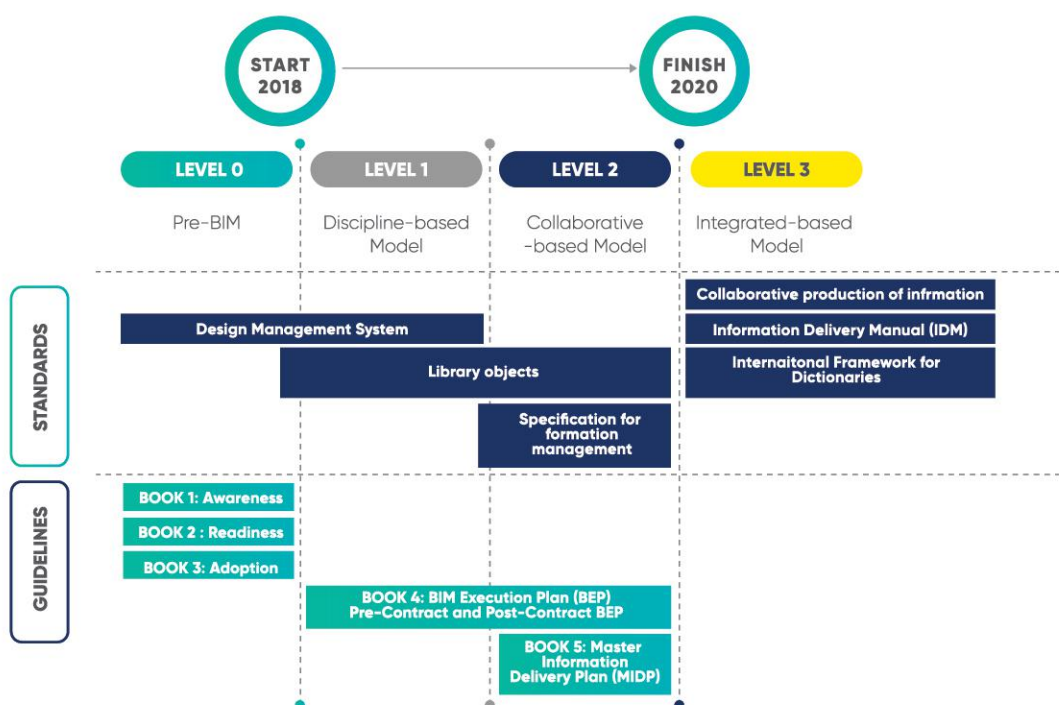 START
2018
FINISH
2020
LEVEL 0
LEVEL 1
LEVEL 2
LEVEL 3
Pre-BIM
Discipline-based
Model
Collaborative
-based Model
Integrated-based
Model
STANDARDS
Collaborative production of infrmation
Design Management System
Information Delivery Manual (IDM)
Library objects
Internaitonal Framework for
Dictionaries
Specification for
formation
management
GUIDELINES
BOOK 1: Awareness
BOOK 2 : Readiness
BOOK 3: Adoption
BOOK 4: BIM Execution Plan (BEP)
Pre-Contract and Post-Contract BEP
BOOK 5: Master
Information
Delivery Plan (MIDP)